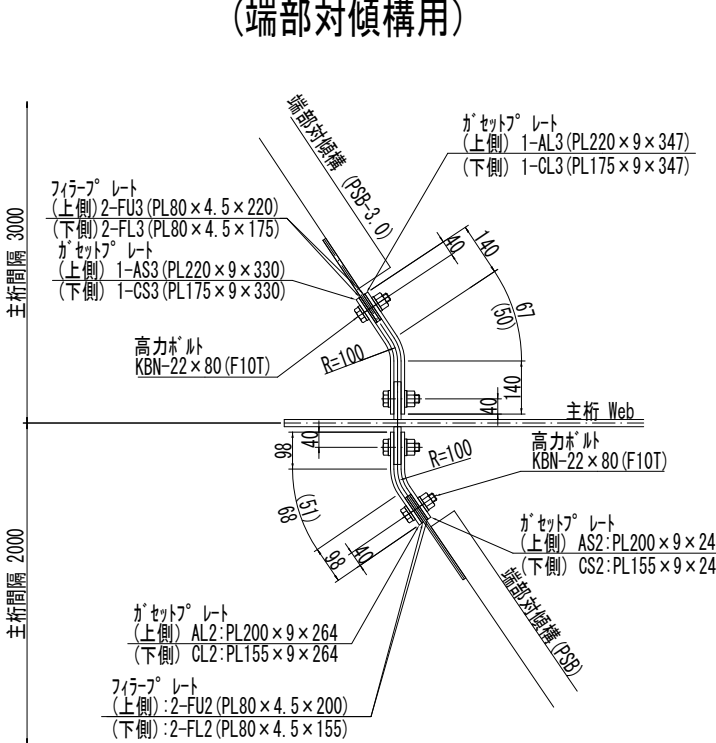 (端部対傾構用)
端部対傾構 (PSB-3.0)
ガセットプレート
(上側) 1-AL3(PL220×9×347)
(下側) 1-CL3(PL175×9×347)
フィラープレート
(上側)2-FU3(PL80×4.5×220)
(下側)2-FL3(PL80×4.5×175)
ガセットプレート
(上側) 1-AS3(PL220×9×330)
(下側) 1-CS3(PL175×9×330)
主桁間隔 3000
40
140
67
(50)
高力ボルト
KBN-22×80(F10T)
R=100
140
40
主桁 Web
98
40
R=100
高力ボルト
KBN-22×80(F10T)
(51)
68
40
98
ガセットプレート
(上側) AS2:PL200×9×24
(下側) CS2:PL155×9×24
主桁間隔 2000
端部対傾構(PSB)
ガセットプレート
(上側) AL2:PL200×9×264
(下側) CL2:PL155×9×264
フィラープレート
(上側):2-FU2(PL80×4.5×200)
(下側):2-FL2(PL80×4.5×155)